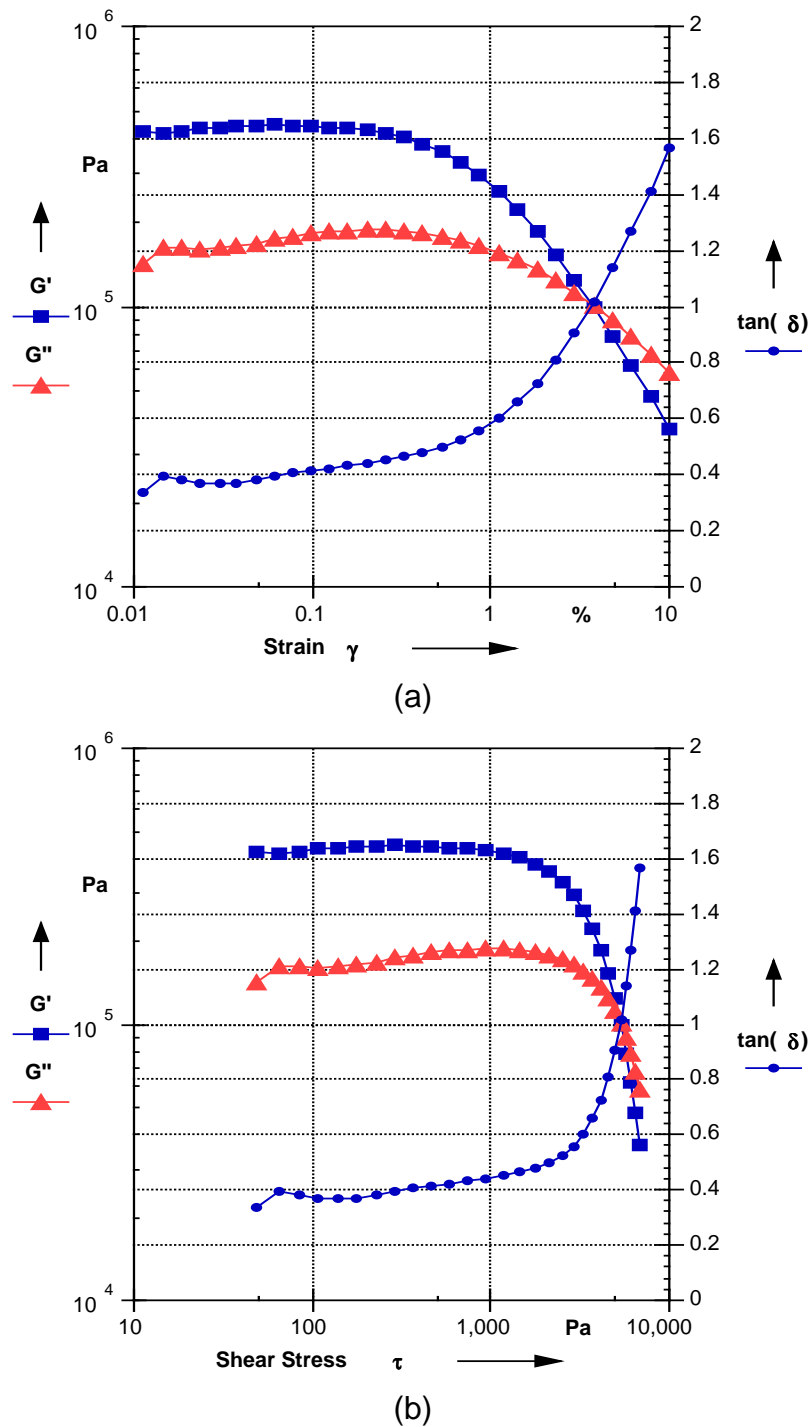 10 6
2
1.8
Pa
1.6
1.4
1.2
G'
10 5
1
tan( δ)
G"
0.8
0.6
0.4
0.2
10 4
0
0.01
0.1
1
%
10
Strain γ
(a)
10 6
2
1.8
Pa
1.6
1.4
1.2
G'
10 5
1
tan( δ)
G"
0.8
0.6
0.4
0.2
10 4
0
10
100
1,000
Pa
10,000
Shear Stress τ
(b)